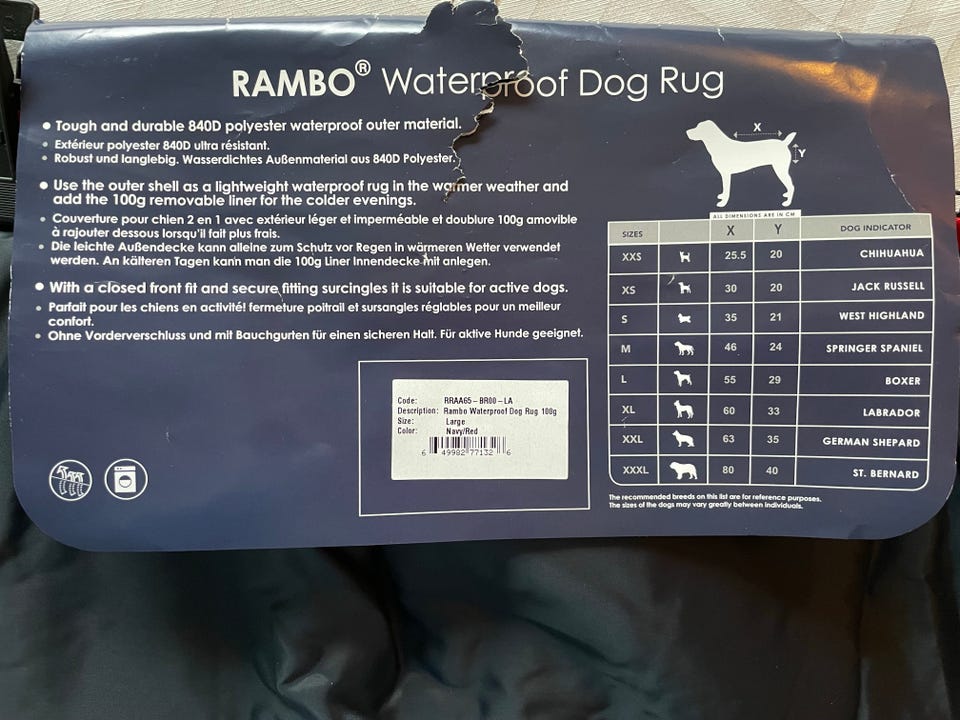 RAMBO® Waterproof Dog Rug
• Tough and durable 840D polyester waterproof outer material.
• Extérieur polyester 840D ultra résistant.
• Robust und langlebig. Wasserdichtes Außenmaterial aus 840D Polyester.
• Use the outer shell as a lightweight waterproof rug in the warmer weather and
add the 100g removable liner for the colder evenings.
• Couverture pour chien 2 en 1 avec extérieur léger et imperméable et doublure 100g amovible
à rajouter dessous lorsqu'il fait plus frais.
• Die leichte Außendecke kann alleine zum Schutz vor Regen in wärmeren Wetter verwendet
werden. An kälteren Tagen kann man die 100g Liner Innendecke mit anlegen.
• With a closed front fit and secure fitting surcingles it is suitable for active dogs.
• Parfait pour les chiens en activité! fermeture poitrail et sursangles réglables pour un meilleur
confort.
• Ohne Vorderverschluss und mit Bauchgurten für einen sicheren Halt. Für aktive Hunde geeignet.
Code: RRAA65-BR00-LA
Description: Rambo Waterproof Dog Rug 100g
Size: Large
Color: Navy/Red
6 49982 77132 6
X
Y
ALL DIMENSIONS ARE IN CM
SIZES X Y DOG INDICATOR
XXS 25.5 20 CHIHUAHUA
XS 30 20 JACK RUSSELL
S 35 21 WEST HIGHLAND
M 46 24 SPRINGER SPANIEL
L 55 29 BOXER
XL 60 33 LABRADOR
XXL 63 35 GERMAN SHEPARD
XXXL 80 40 ST. BERNARD
The recommended breeds on this list are for reference purposes.
The sizes of the dogs may vary greatly between individuals.